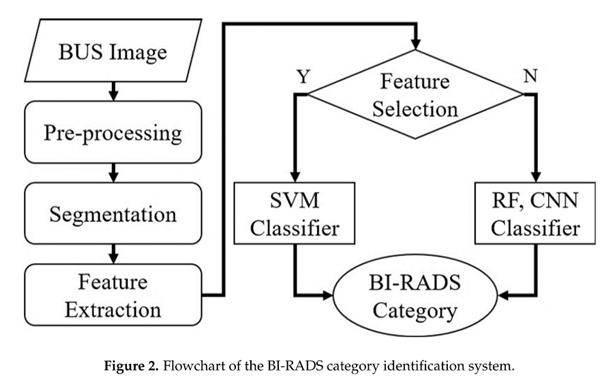 BUS Image
Pre-processing
Segmentation
Feature
Extraction
Feature
Selection
Y
N
SVM
Classifier
RF, CNN
Classifier
BI-RADS
Category
Figure 2. Flowchart of the BI-RADS category identification system.